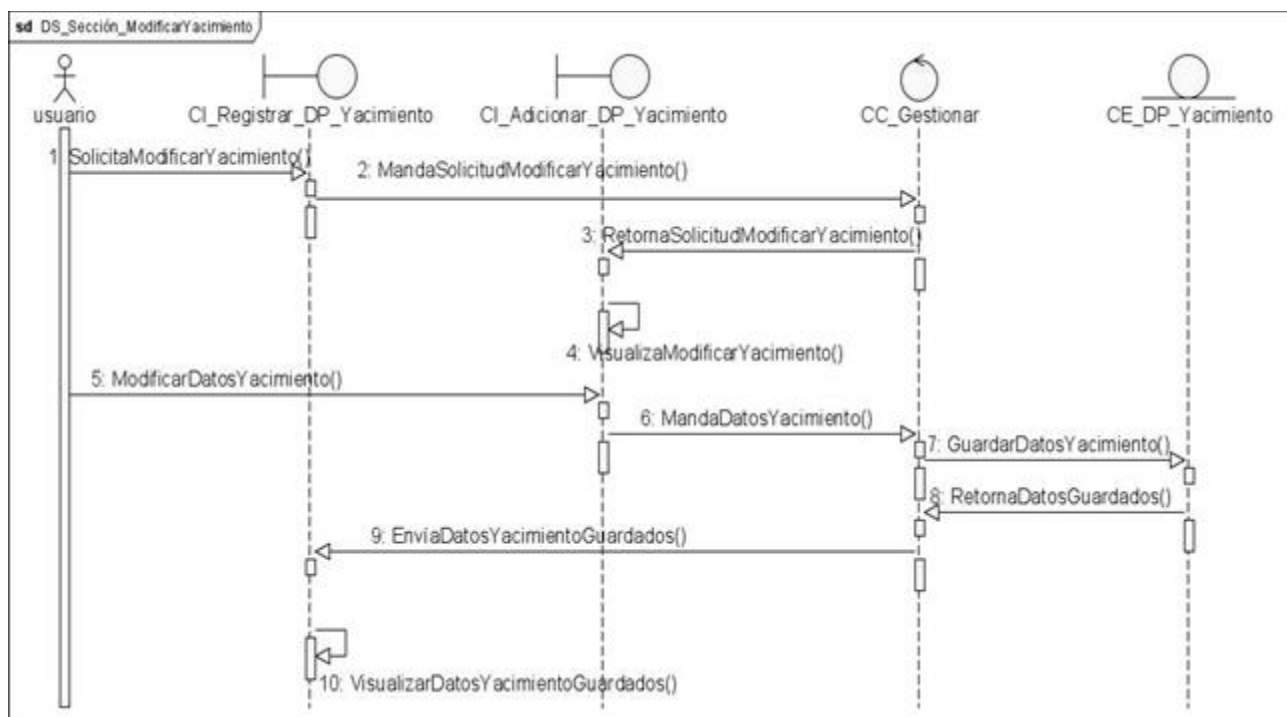 sd DS_Sección_ModificarYacimiento
usuario
CI_Registrar_DP_Yacimiento
CI_Adicionar_DP_Yacimiento
CC_Gestionar
CE_DP_Yacimiento
1: SolicitaModificarYacimiento()
2: MandaSolicitudModificarYacimiento()
3: RetornaSolicitudModificarYacimiento()
4: VisualizaModificarYacimiento()
5: ModificarDatosYacimiento()
6: MandaDatosYacimiento()
7: GuardarDatosYacimiento()
8: RetornaDatosGuardados()
9: EnvíaDatosYacimientoGuardados()
10: VisualizarDatosYacimientoGuardados()